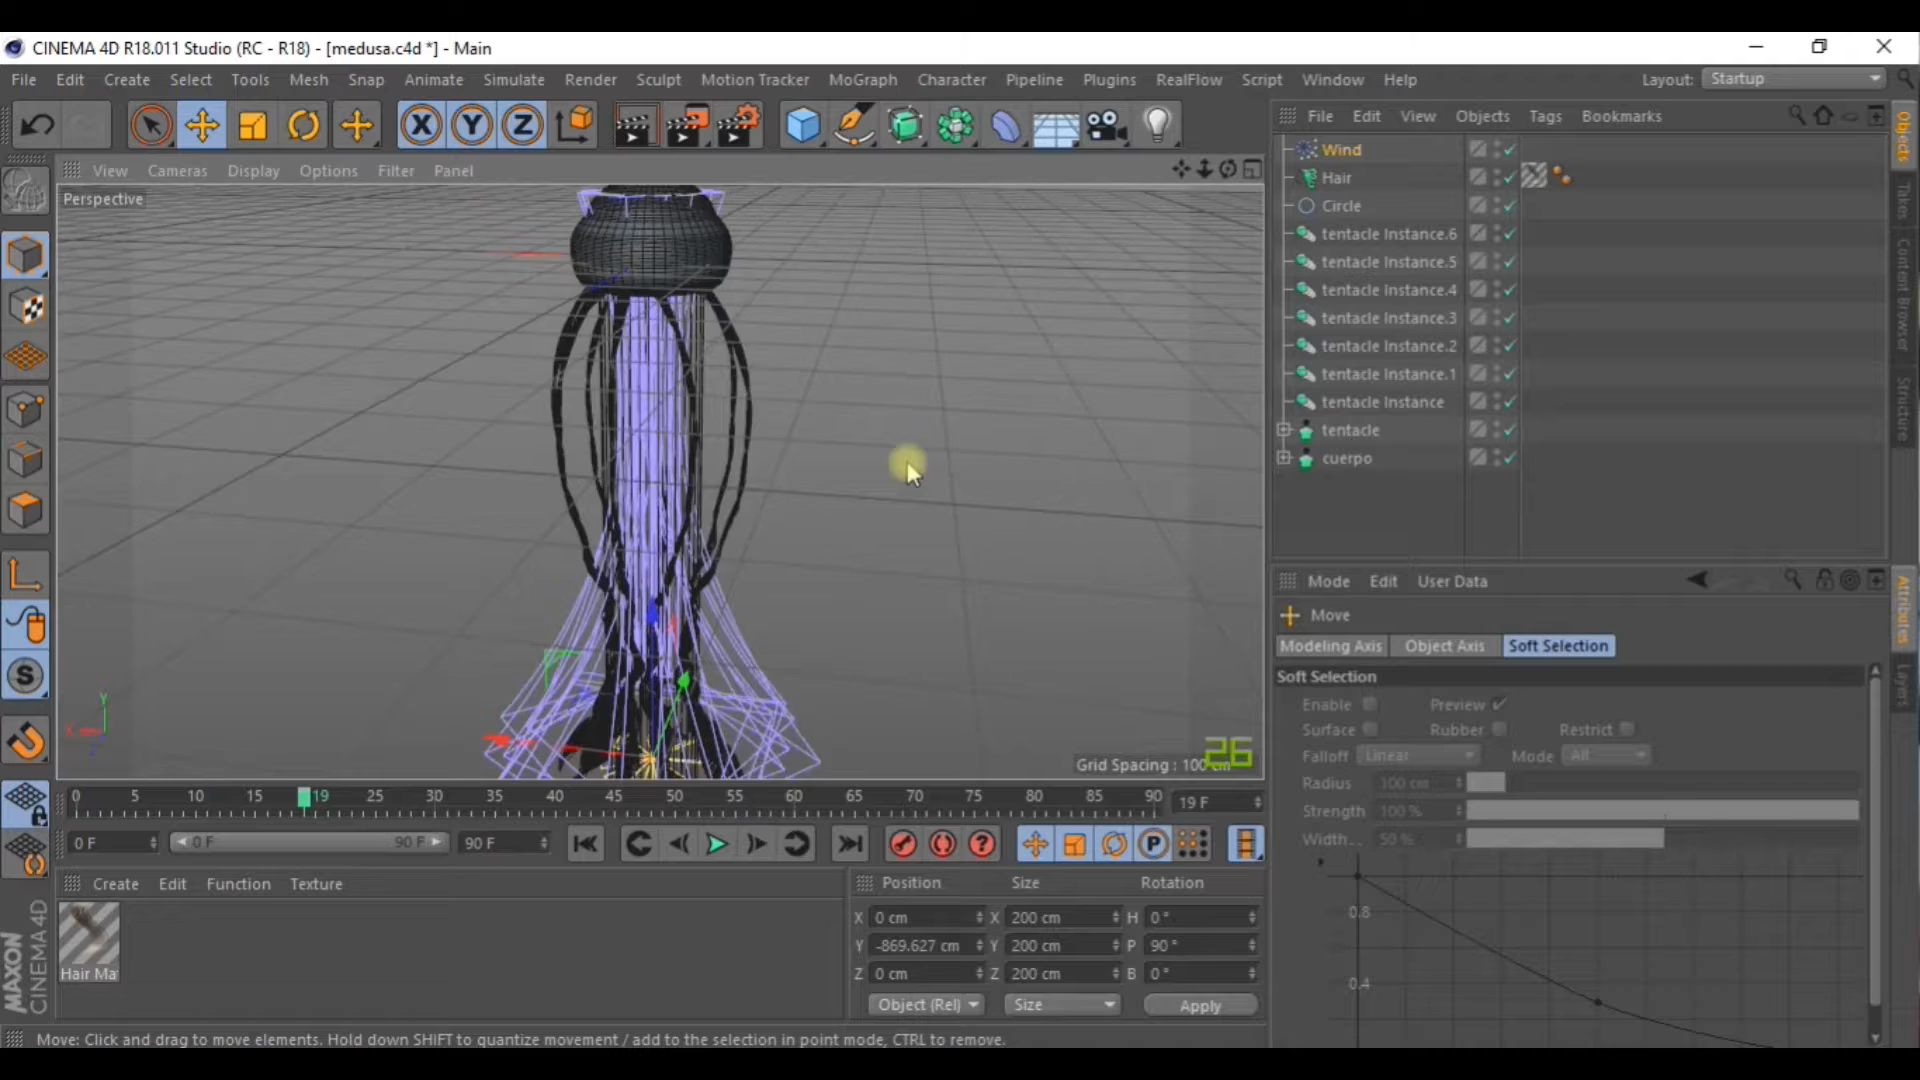 CINEMA 4D R18.011 Studio (RC - R18) - [medusa.c4d *] - Main
File Edit Create Select Tools Mesh Snap Animate Simulate Render Sculpt Motion Tracker MoGraph Character Pipeline Plugins RealFlow Script Window Help Layout: Startup
X Y Z
File Edit View Objects Tags Bookmarks
View Cameras Display Options Filter Panel
Perspective
Wind
Hair
Circle
tentacle Instance.6
tentacle Instance.5
tentacle Instance.4
tentacle Instance.3
tentacle Instance.2
tentacle Instance.1
tentacle Instance
tentacle
cuerpo
Objects
Takes
Content Browser
Structure
Mode Edit User Data
Move
Modeling Axis Object Axis Soft Selection
Soft Selection
Enable Preview
Surface Rubber Restrict
Falloff Linear Mode All
Radius 100 cm
Strength 100 %
Width... 50 %
0.8
0.4
Attributes
Layers
Y
Z
Grid Spacing : 100 cm
26
0 5 10 15 19 25 30 35 40 45 50 55 60 65 70 75 80 85 90 19 F
0 F 0 F 90 F 90 F
P
S
Create Edit Function Texture
Hair Ma
MAXON
CINEMA 4D
Position Size Rotation
X 0 cm X 200 cm H 0 °
Y -869.627 cm Y 200 cm P 90 °
Z 0 cm Z 200 cm B 0 °
Object (Rel) Size Apply
Move: Click and drag to move elements. Hold down SHIFT to quantize movement / add to the selection in point mode, CTRL to remove.